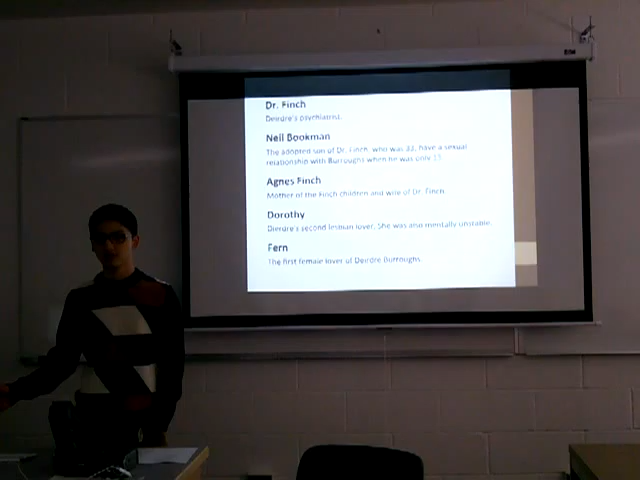 Dr. Finch
Deirdre's psychiatrist.
Neil Bookman
The adopted son of Dr. Finch, who was 33, have a sexual
relationship with Burroughs when he was only 13.
Agnes Finch
Mother of the Finch children and wife of Dr. Finch.
Dorothy
Dierdre's second lesbian lover. She was also mentally unstable.
Fern
The first female lover of Deirdre Burroughs.